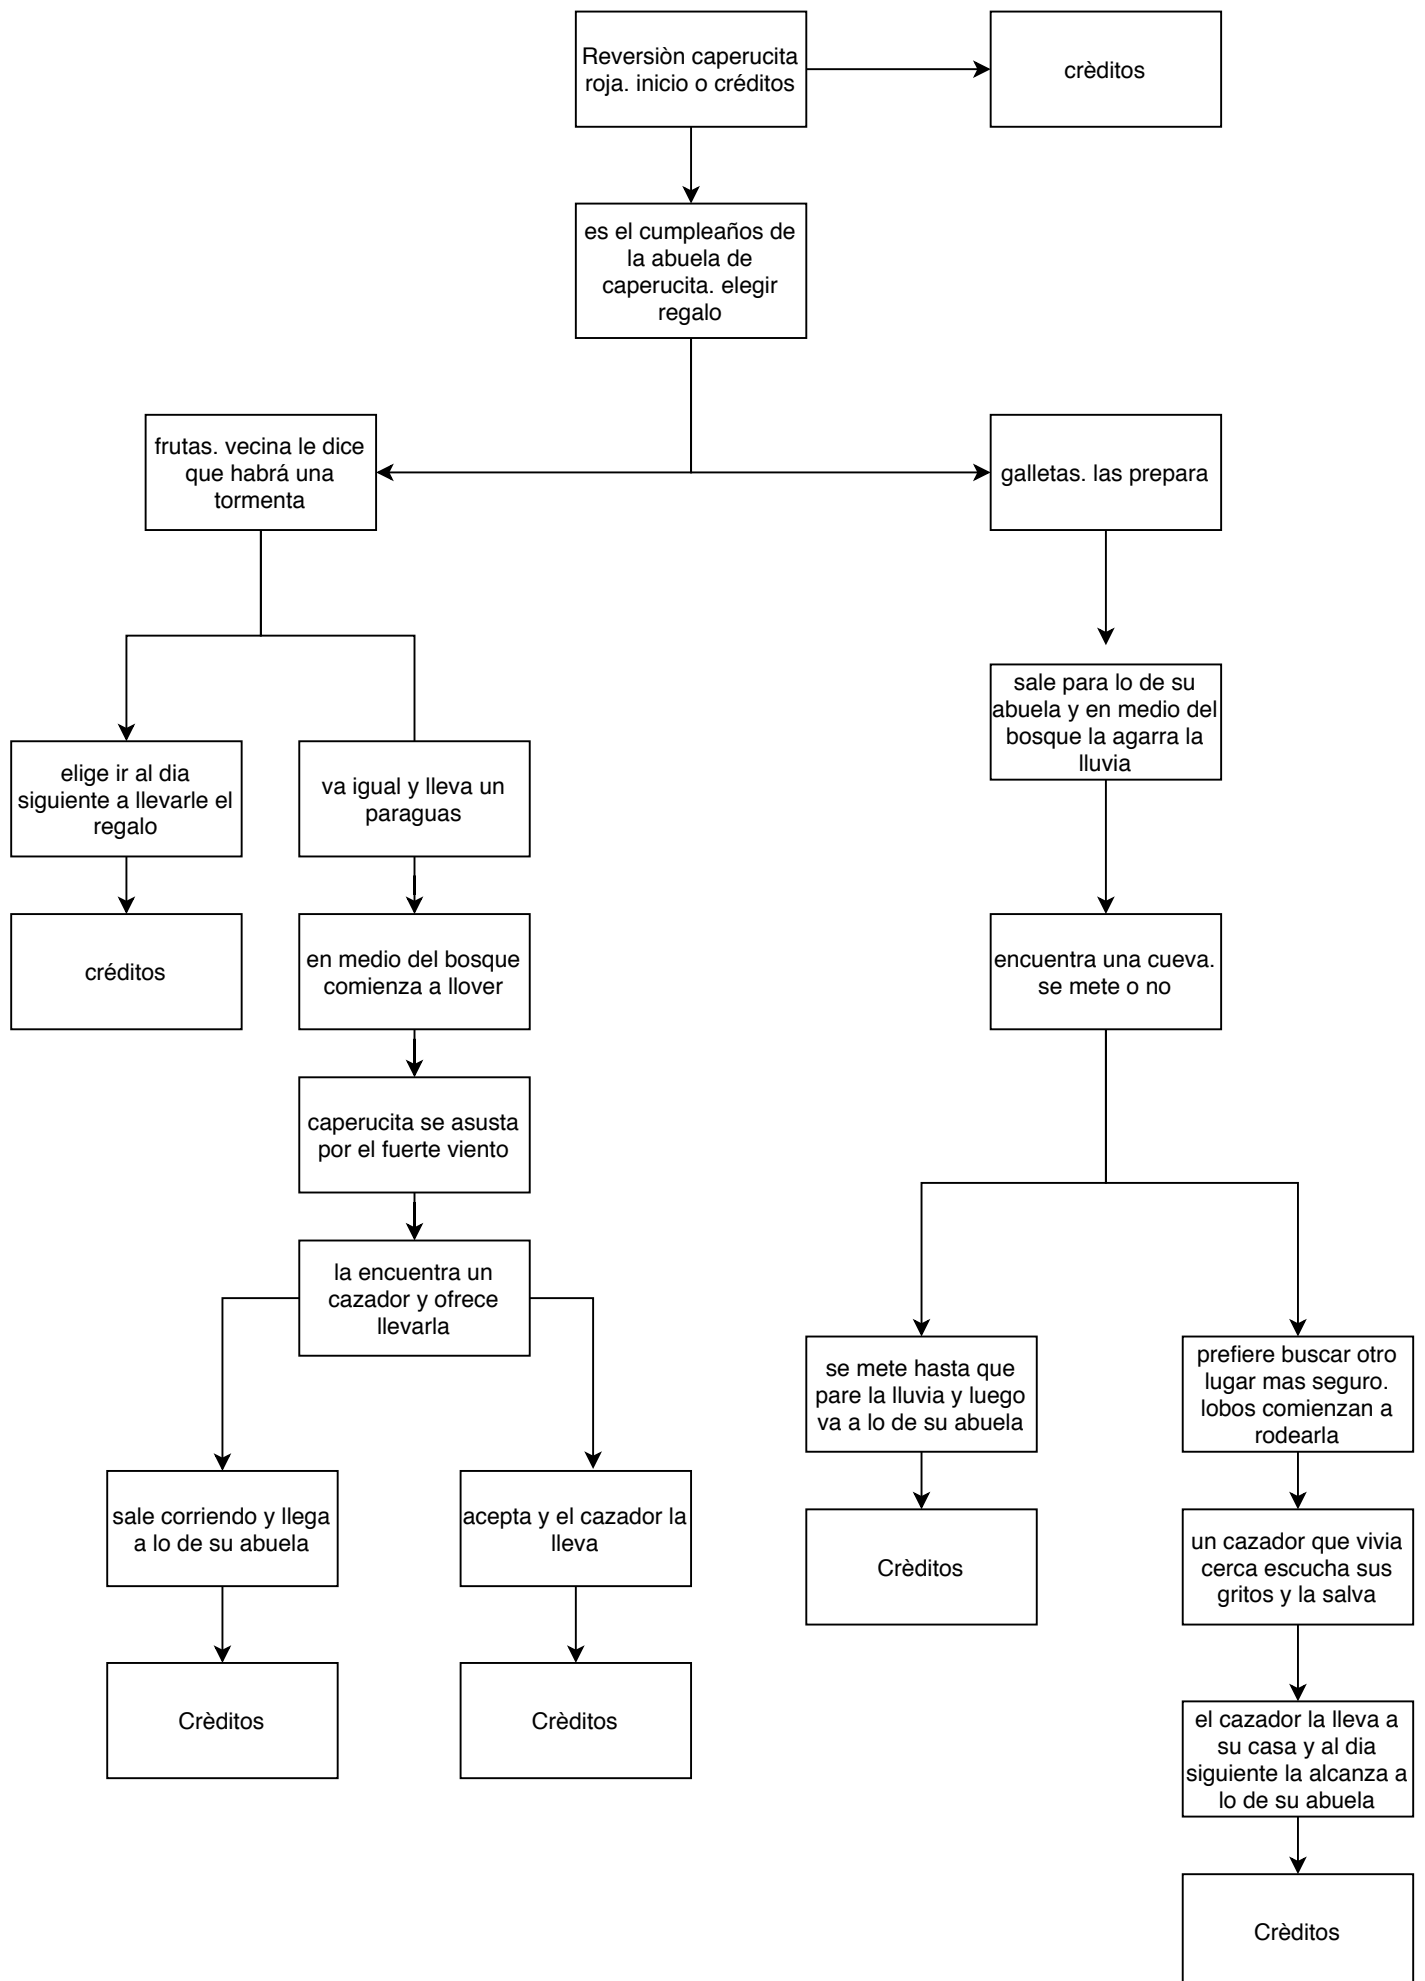 Reversiòn caperucita
roja. inicio o créditos
crèditos
es el cumpleaños de
la abuela de
caperucita. elegir
regalo
frutas. vecina le dice
que habrá una
tormenta
galletas. las prepara
sale para lo de su
abuela y en medio del
bosque la agarra la
lluvia
elige ir al dia
siguiente a llevarle el
regalo
va igual y lleva un
paraguas
créditos
en medio del bosque
comienza a llover
encuentra una cueva.
se mete o no
caperucita se asusta
por el fuerte viento
la encuentra un
cazador y ofrece
llevarla
se mete hasta que
pare la lluvia y luego
va a lo de su abuela
prefiere buscar otro
lugar mas seguro.
lobos comienzan a
rodearla
sale corriendo y llega
a lo de su abuela
acepta y el cazador la
lleva
Crèditos
un cazador que vivia
cerca escucha sus
gritos y la salva
Crèditos
Crèditos
el cazador la lleva a
su casa y al dia
siguiente la alcanza a
lo de su abuela
Crèditos